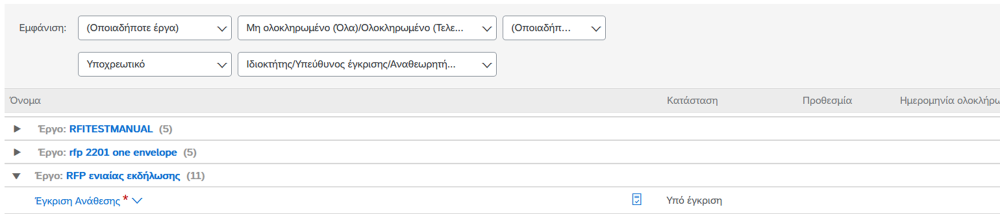 Εμφάνιση: (Οποιαδήποτε έργα) Μη ολοκληρωμένο (Όλα)/Ολοκληρωμένο (Τελε... (Οποιαδήπ...
Υποχρεωτικό Ιδιοκτήτης/Υπεύθυνος έγκρισης/Αναθεωρητή...
Όνομα Κατάσταση Προθεσμία Ημερομηνία ολοκλήρω
Έργο: RFITESTMANUAL (5)
Έργο: rfp 2201 one envelope (5)
Έργο: RFP ενιαίας εκδήλωσης (11)
Έγκριση Ανάθεσης * Υπό έγκριση